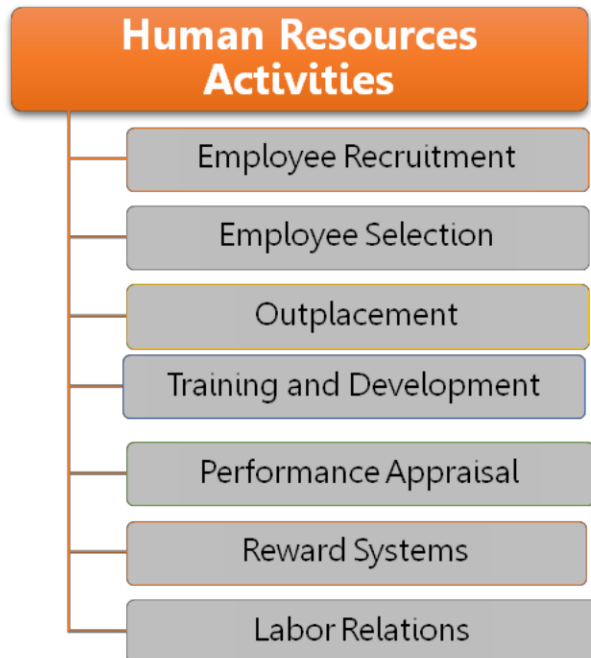 Human Resources
Activities
Employee Recruitment
Employee Selection
Outplacement
Training and Development
Performance Appraisal
Reward Systems
Labor Relations